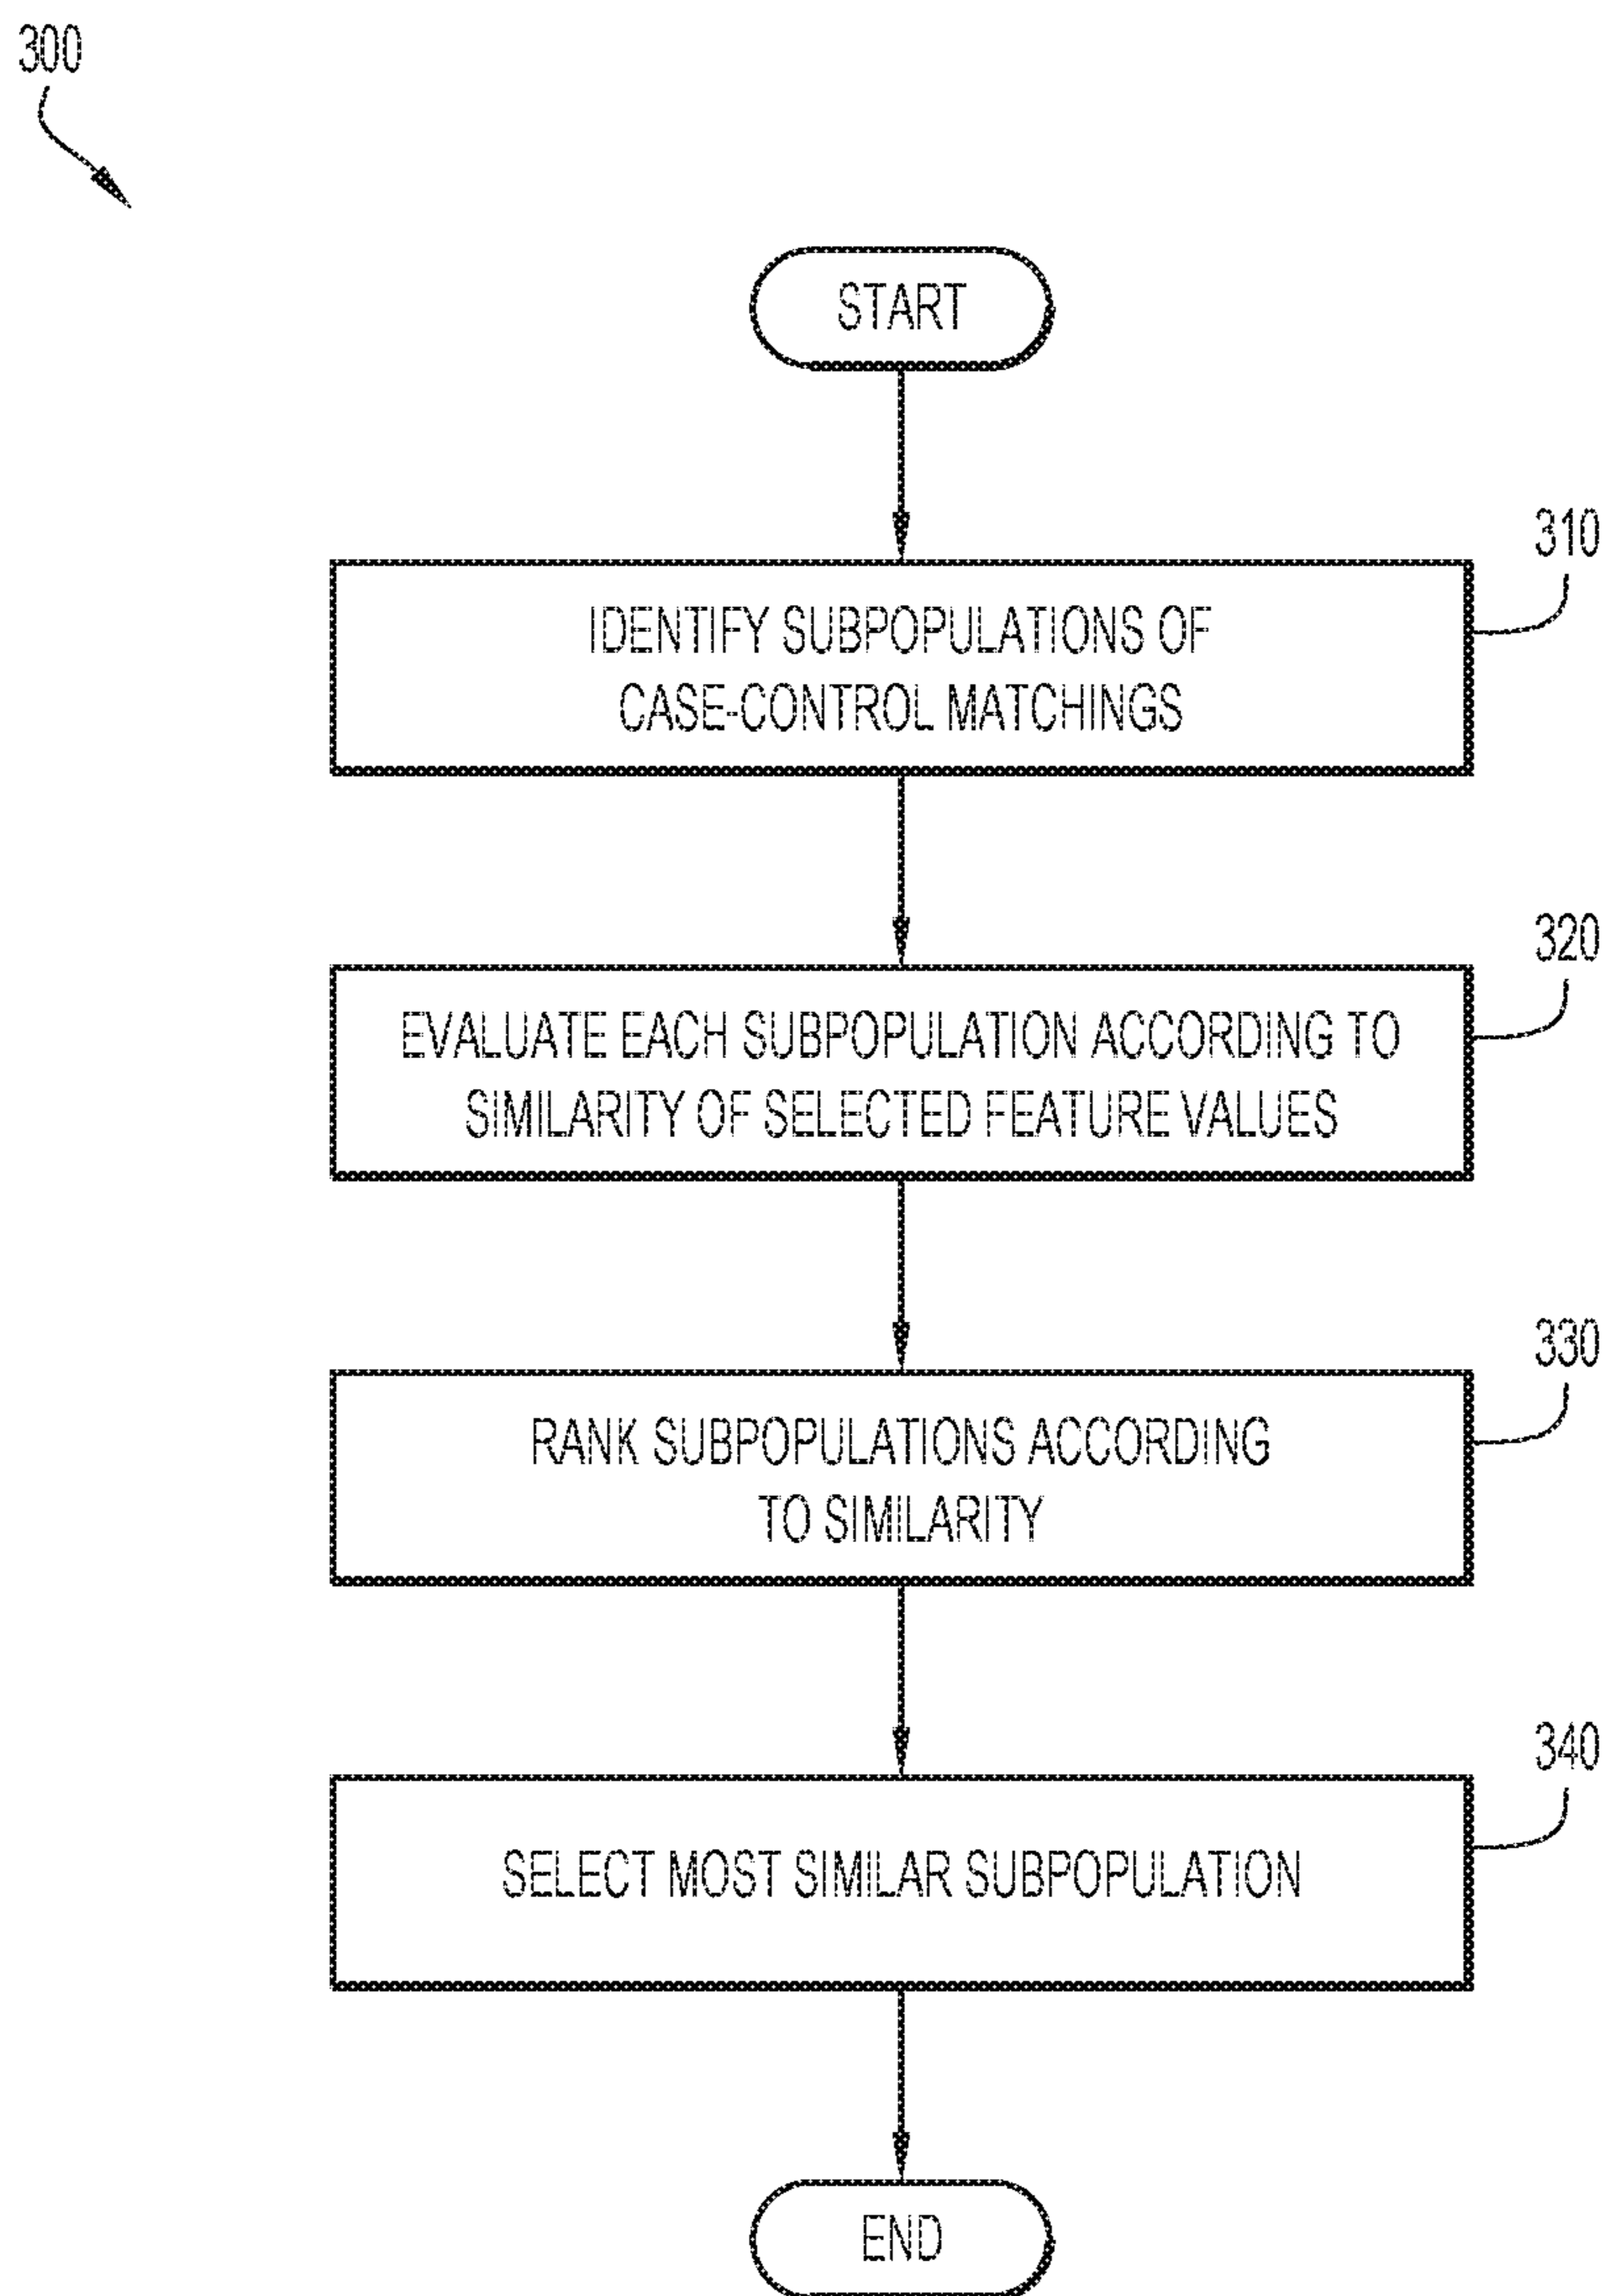 300
START
310
IDENTIFY SUBPOPULATIONS OF
CASE-CONTROL MATCHINGS
320
EVALUATE EACH SUBPOPULATION ACCORDING TO
SIMILARITY OF SELECTED FEATURE VALUES
330
RANK SUBPOPULATIONS ACCORDING
TO SIMILARITY
340
SELECT MOST SIMILAR SUBPOPULATION
END